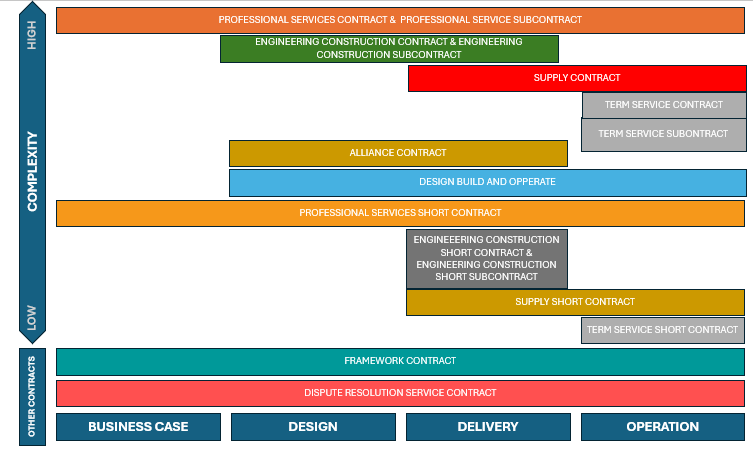 HIGH
COMPLEXITY
LOW
OTHER CONTRACTS
PROFESSIONAL SERVICES CONTRACT & PROFESSIONAL SERVICE SUBCONTRACT
ENGINEERING CONSTRUCTION CONTRACT & ENGINEERING
CONSTRUCTION SUBCONTRACT
SUPPLY CONTRACT
TERM SERVICE CONTRACT
TERM SERVICE SUBONTRACT
ALLIANCE CONTRACT
DESIGN BUILD AND OPPERATE
PROFESSIONAL SERVICES SHORT CONTRACT
ENGINEEERING CONSTRUCTION
SHORT CONTRACT &
ENGINEERING CONSTRUCTION
SHORT SUBCONTRACT
SUPPLY SHORT CONTRACT
TERM SERVICE SHORT CONTRACT
FRAMEWORK CONTRACT
DISPUTE RESOLUTION SERVICE CONTRACT
BUSINESS CASE
DESIGN
DELIVERY
OPERATION